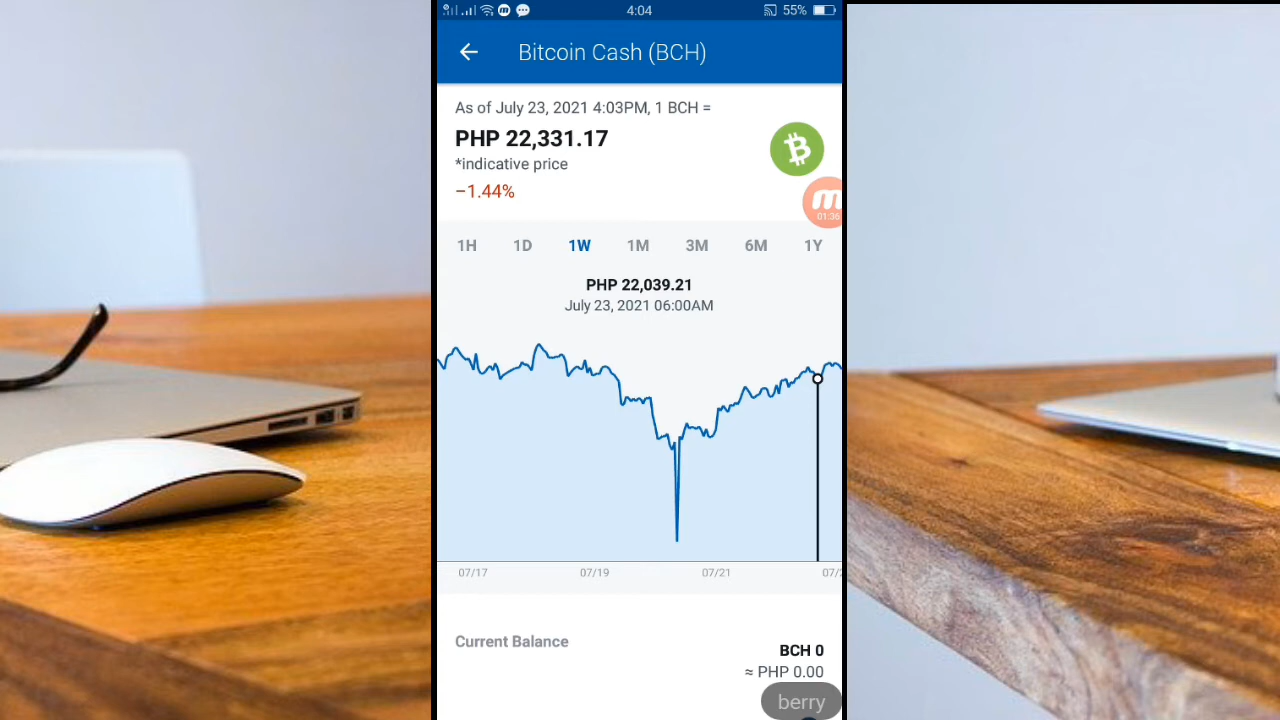 4:04
55%
Bitcoin Cash (BCH)
As of July 23, 2021 4:03PM, 1 BCH =
PHP 22,331.17
*indicative price
−1.44%
01:36
1H 1D 1W 1M 3M 6M 1Y
PHP 22,039.21
July 23, 2021 06:00AM
07/17 07/19 07/21
Current Balance
BCH 0
≈ PHP 0.00
berry